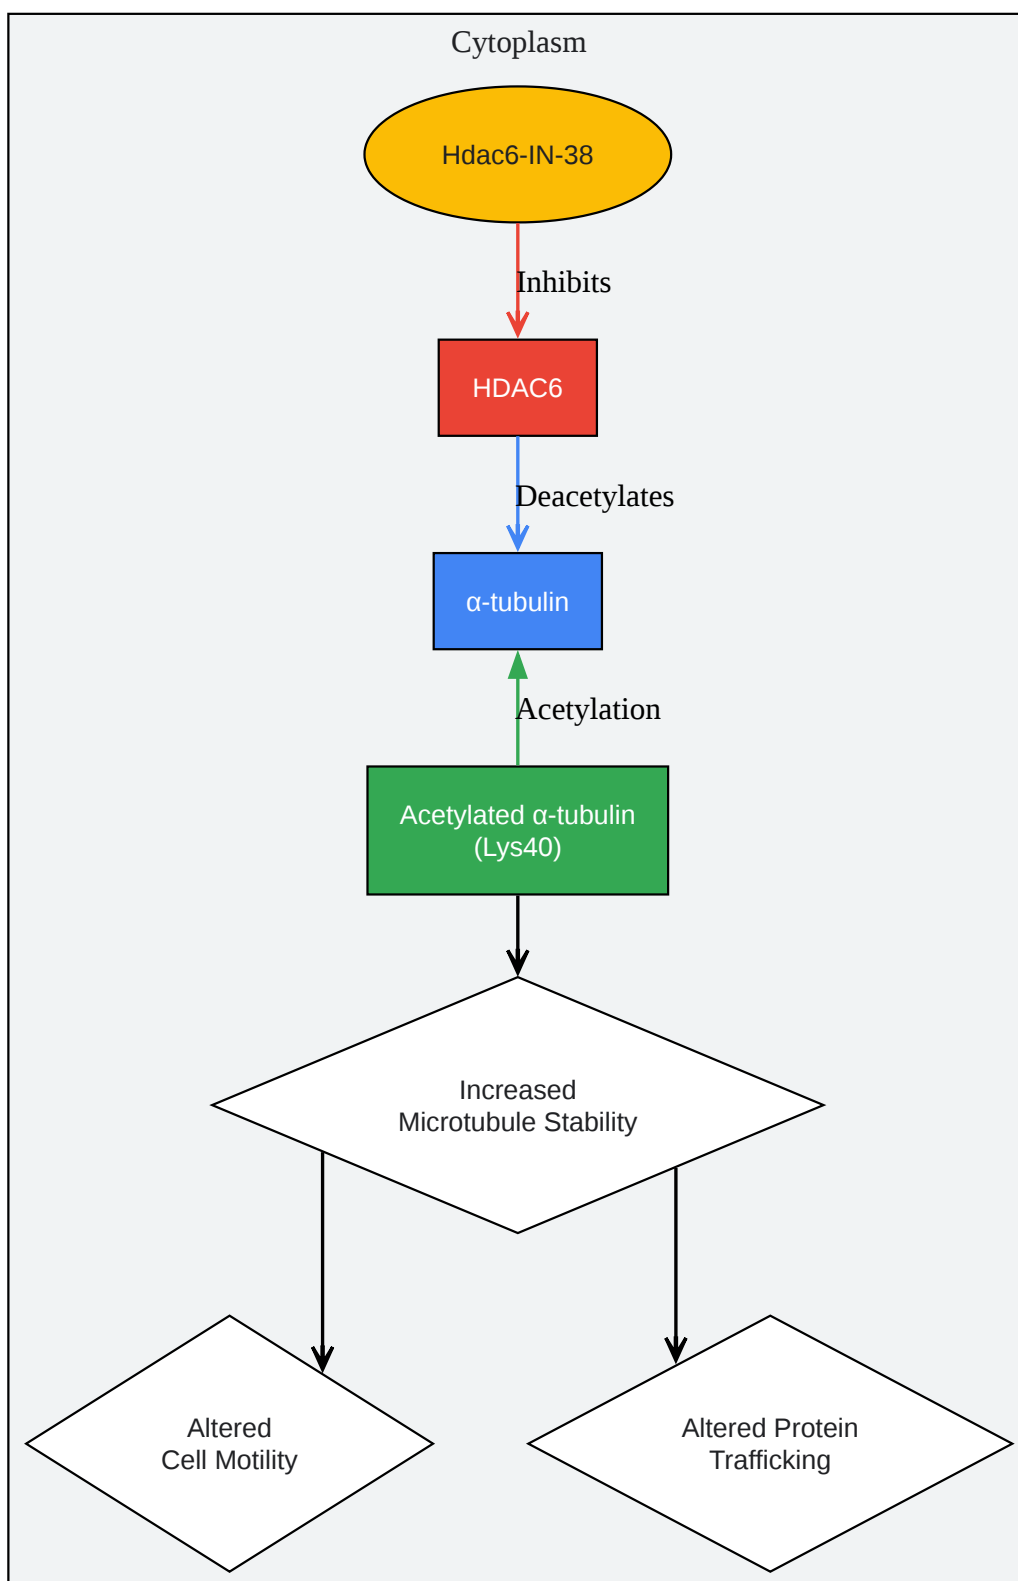 Cytoplasm
Hdac6-IN-38
Inhibits
HDAC6
Deacetylates
α-tubulin
Acetylation
Acetylated α-tubulin
(Lys40)
Increased
Microtubule Stability
Altered
Cell Motility
Altered Protein
Trafficking